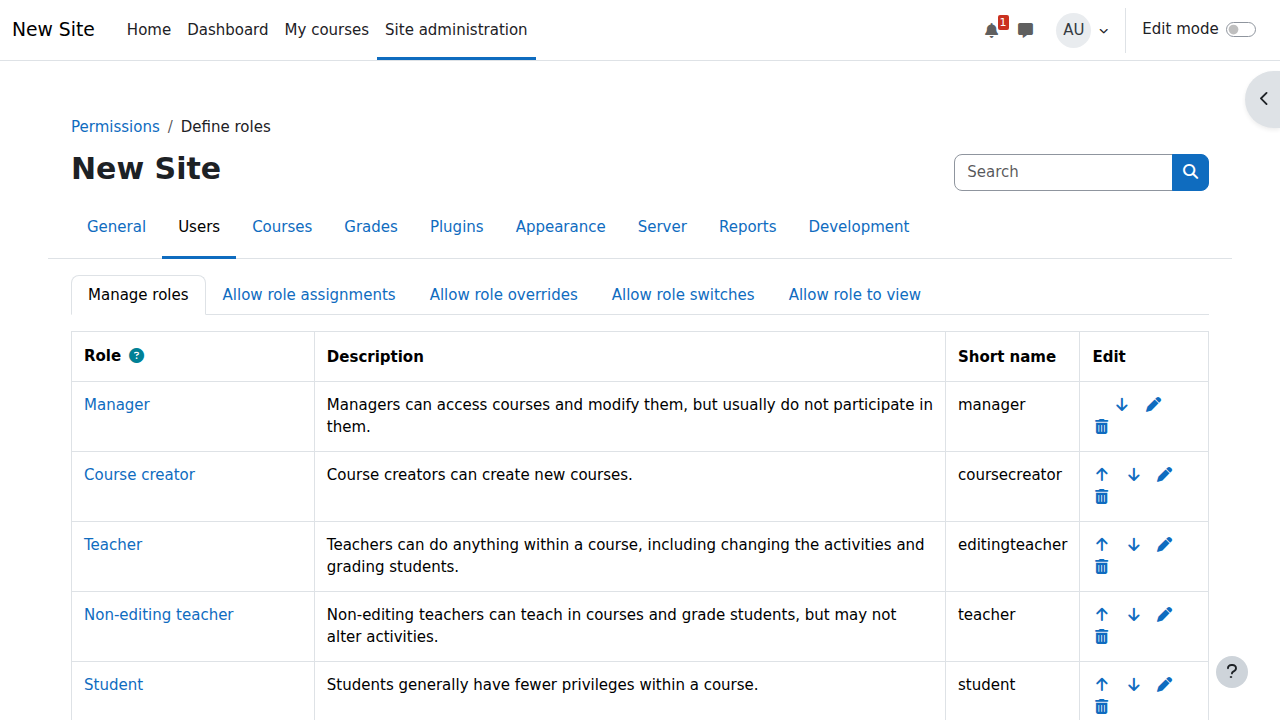 New Site Home Dashboard My courses Site administration 1 AU Edit mode
Permissions / Define roles
New Site
Search
General Users Courses Grades Plugins Appearance Server Reports Development
Manage roles Allow role assignments Allow role overrides Allow role switches Allow role to view
Role ? Description Short name Edit
Manager Managers can access courses and modify them, but usually do not participate in manager
them.
Course creator Course creators can create new courses. coursecreator
Teacher Teachers can do anything within a course, including changing the activities and editingteacher
grading students.
Non-editing teacher Non-editing teachers can teach in courses and grade students, but may not teacher
alter activities.
?
Student Students generally have fewer privileges within a course. student